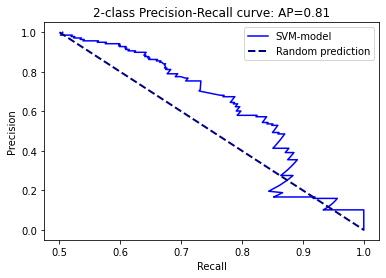 2-class Precision-Recall curve: AP=0.81
SVM-model
Random prediction
Precision
1.0
0.8
0.6
0.4
0.2
0.0
0.5
0.6
0.7
0.8
0.9
1.0
Recall